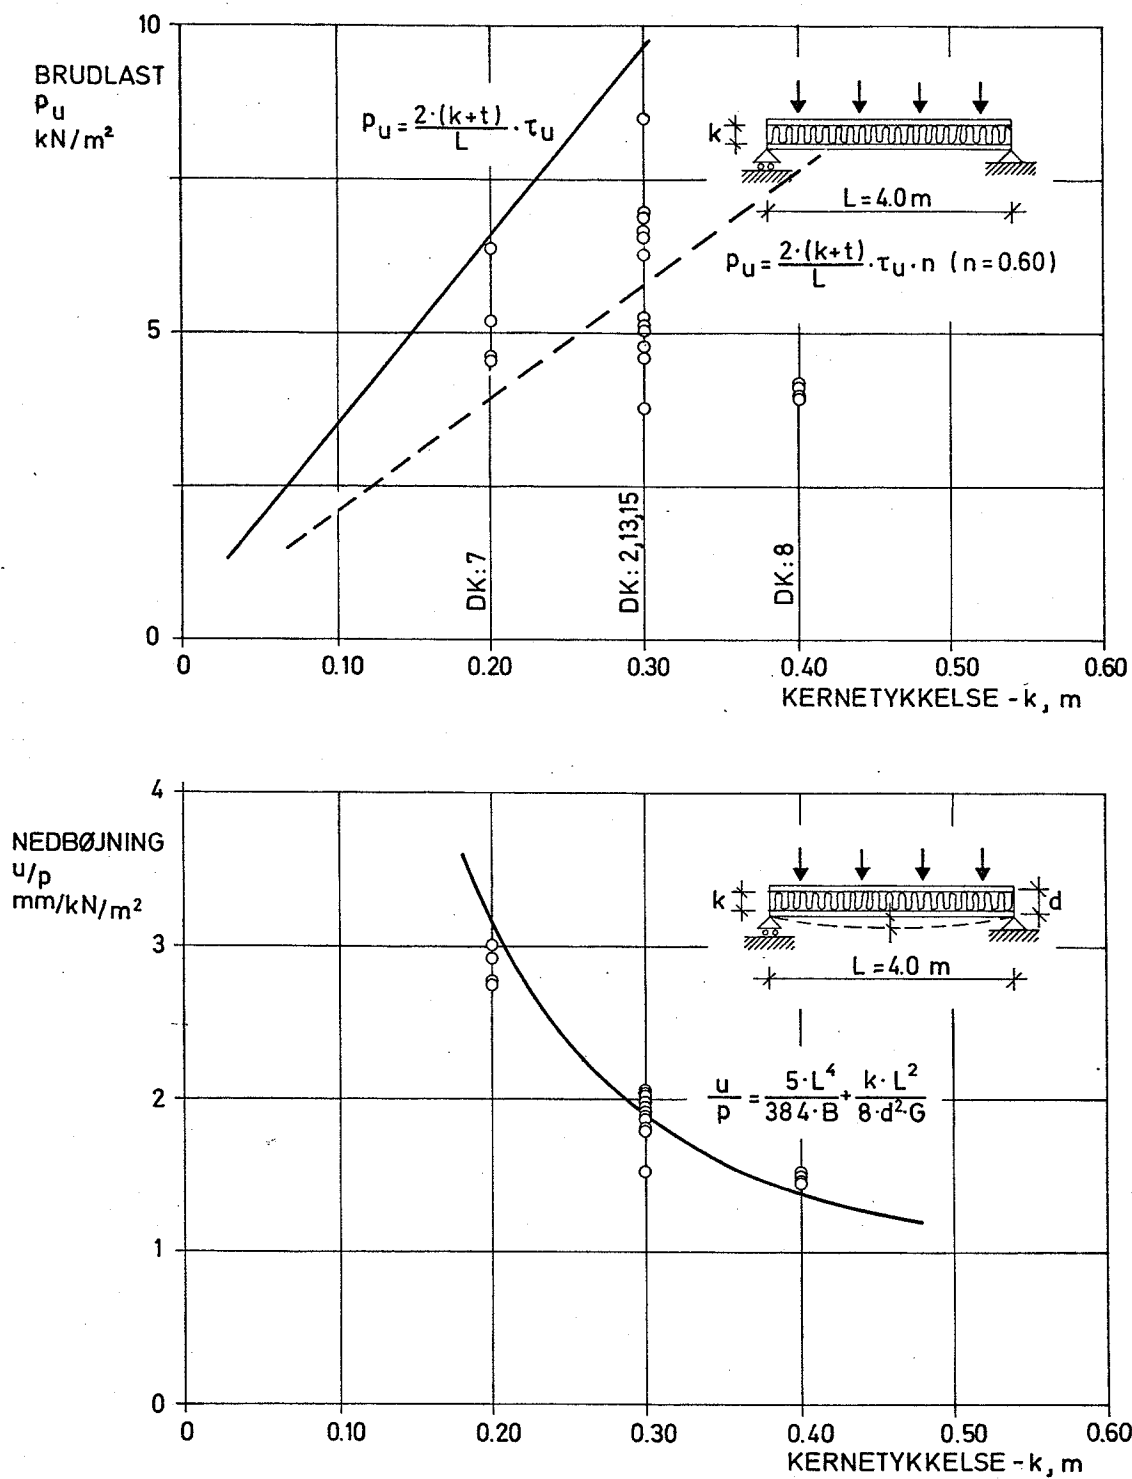 10
BRUDLAST
p_u
kN/m²
p_u = 2·(k+t)/L · τ_u
k
L = 4.0 m
p_u = 2·(k+t)/L · τ_u · n (n = 0.60)
5
DK: 7
DK: 2,13,15
DK: 8
0
0 0.10 0.20 0.30 0.40 0.50 0.60
KERNETYKKELSE - k, m
4
NEDBØJNING
u/p
mm/kN/m²
k
d
3
L = 4.0 m
u/p = 5·L⁴/384·B + k·L²/8·d²·G
2
1
0
0 0.10 0.20 0.30 0.40 0.50 0.60
KERNETYKKELSE - k, m